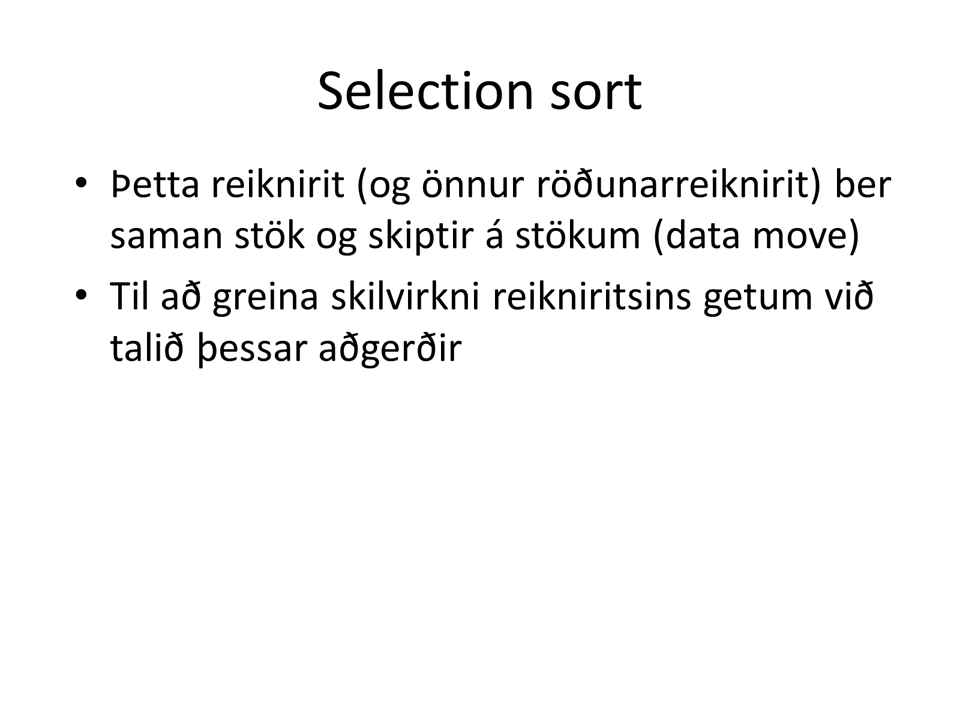 Selection sort
• Þetta reiknirit (og önnur röðunarreiknirit) ber
saman stök og skiptir á stökum (data move)
• Til að greina skilvirkni reikniritsins getum við
talið þessar aðgerðir